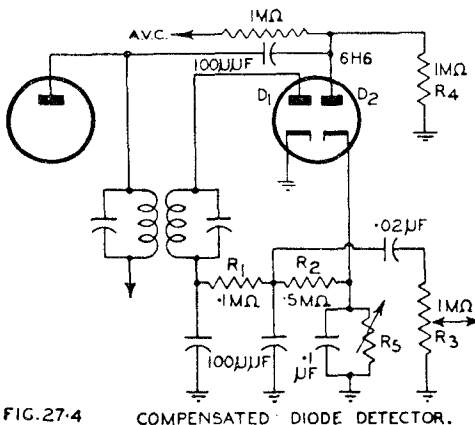 1MΩ
A.V.C.
100μμF
6H6
1MΩ
R4
D1
D2
.02μF
R1
R2
.1MΩ
.5MΩ
1MΩ
R3
100μμF
.1
μF
R5
FIG.27.4 COMPENSATED DIODE DETECTOR.